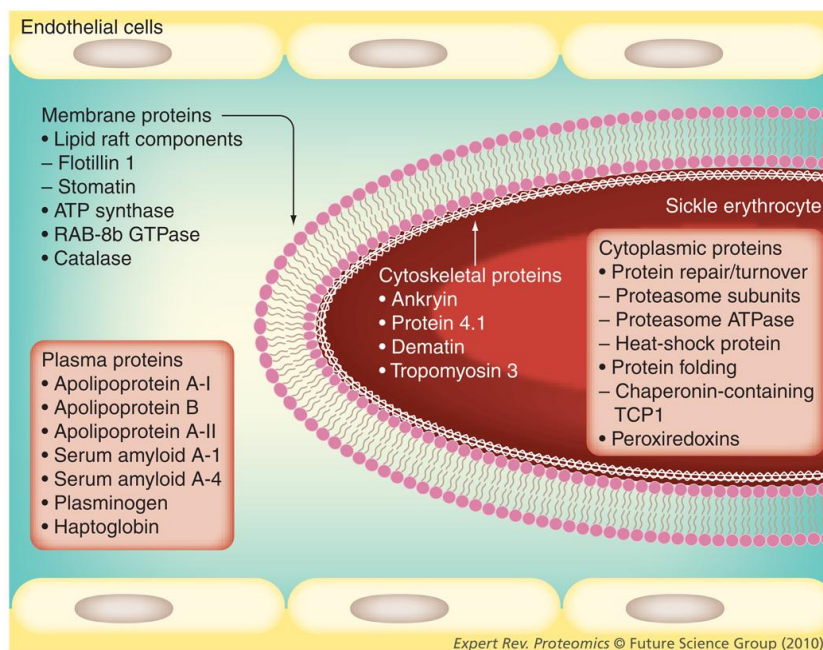 Endothelial cells
Membrane proteins
• Lipid raft components
– Flotillin 1
– Stomatin
• ATP synthase
• RAB-8b GTPase
• Catalase
Sickle erythrocyte
Cytoskeletal proteins
• Ankryin
• Protein 4.1
• Dematin
• Tropomyosin 3
Cytoplasmic proteins
• Protein repair/turnover
– Proteasome subunits
– Proteasome ATPase
– Heat-shock protein
• Protein folding
– Chaperonin-containing
TCP1
• Peroxiredoxins
Plasma proteins
• Apolipoprotein A-I
• Apolipoprotein B
• Apolipoprotein A-II
• Serum amyloid A-1
• Serum amyloid A-4
• Plasminogen
• Haptoglobin
Expert Rev. Proteomics © Future Science Group (2010)